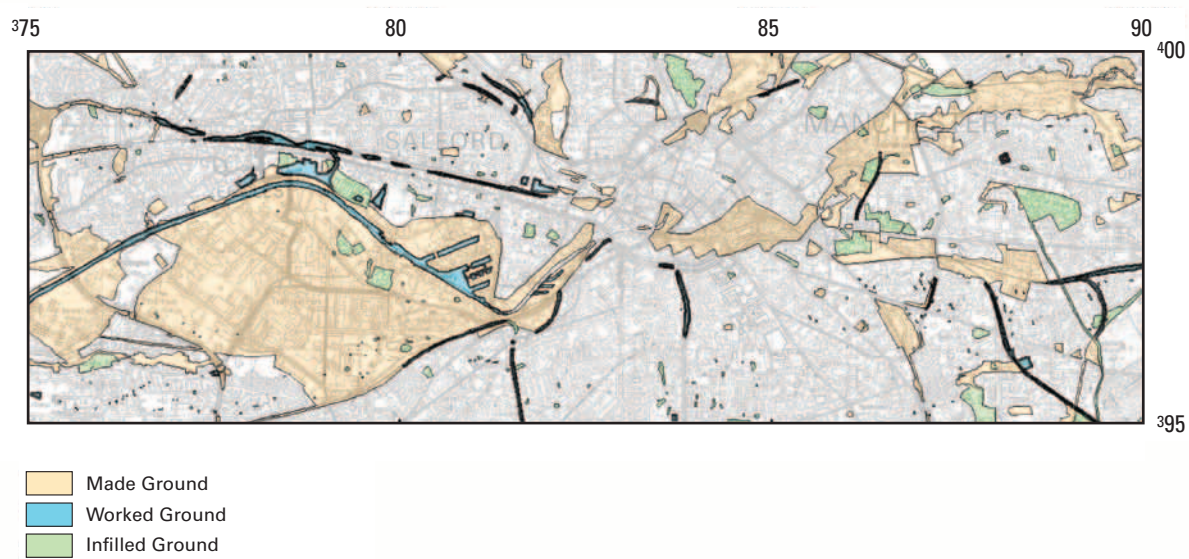 375 80 85 90
400
SALFORD
MANCHESTER
395
Made Ground
Worked Ground
Infilled Ground